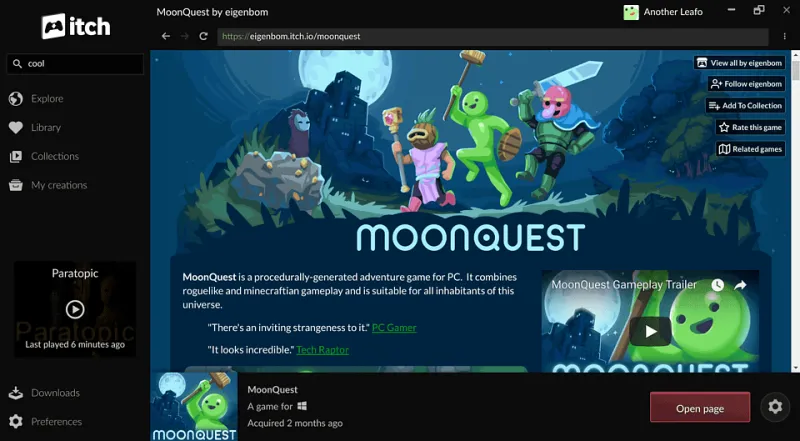 MoonQuest by eigenbom
Another Leafo
itch
https://eigenbom.itch.io/moonquest
cool
Explore
Library
Collections
My creations
View all by eigenbom
Follow eigenbom
Add To Collection
Rate this game
Related games
MOONQUEST
MoonQuest is a procedurally-generated adventure game for PC. It combines
roguelike and minecraftian gameplay and is suitable for all inhabitants of this
universe.
"There's an inviting strangeness to it." PC Gamer
"It looks incredible." Tech Raptor
MoonQuest Gameplay Trailer
MOONQUEST
Paratopic
Paratopic
Last played 6 minutes ago
Downloads
Preferences
MOONQUEST
MoonQuest
A game for
Acquired 2 months ago
Open page